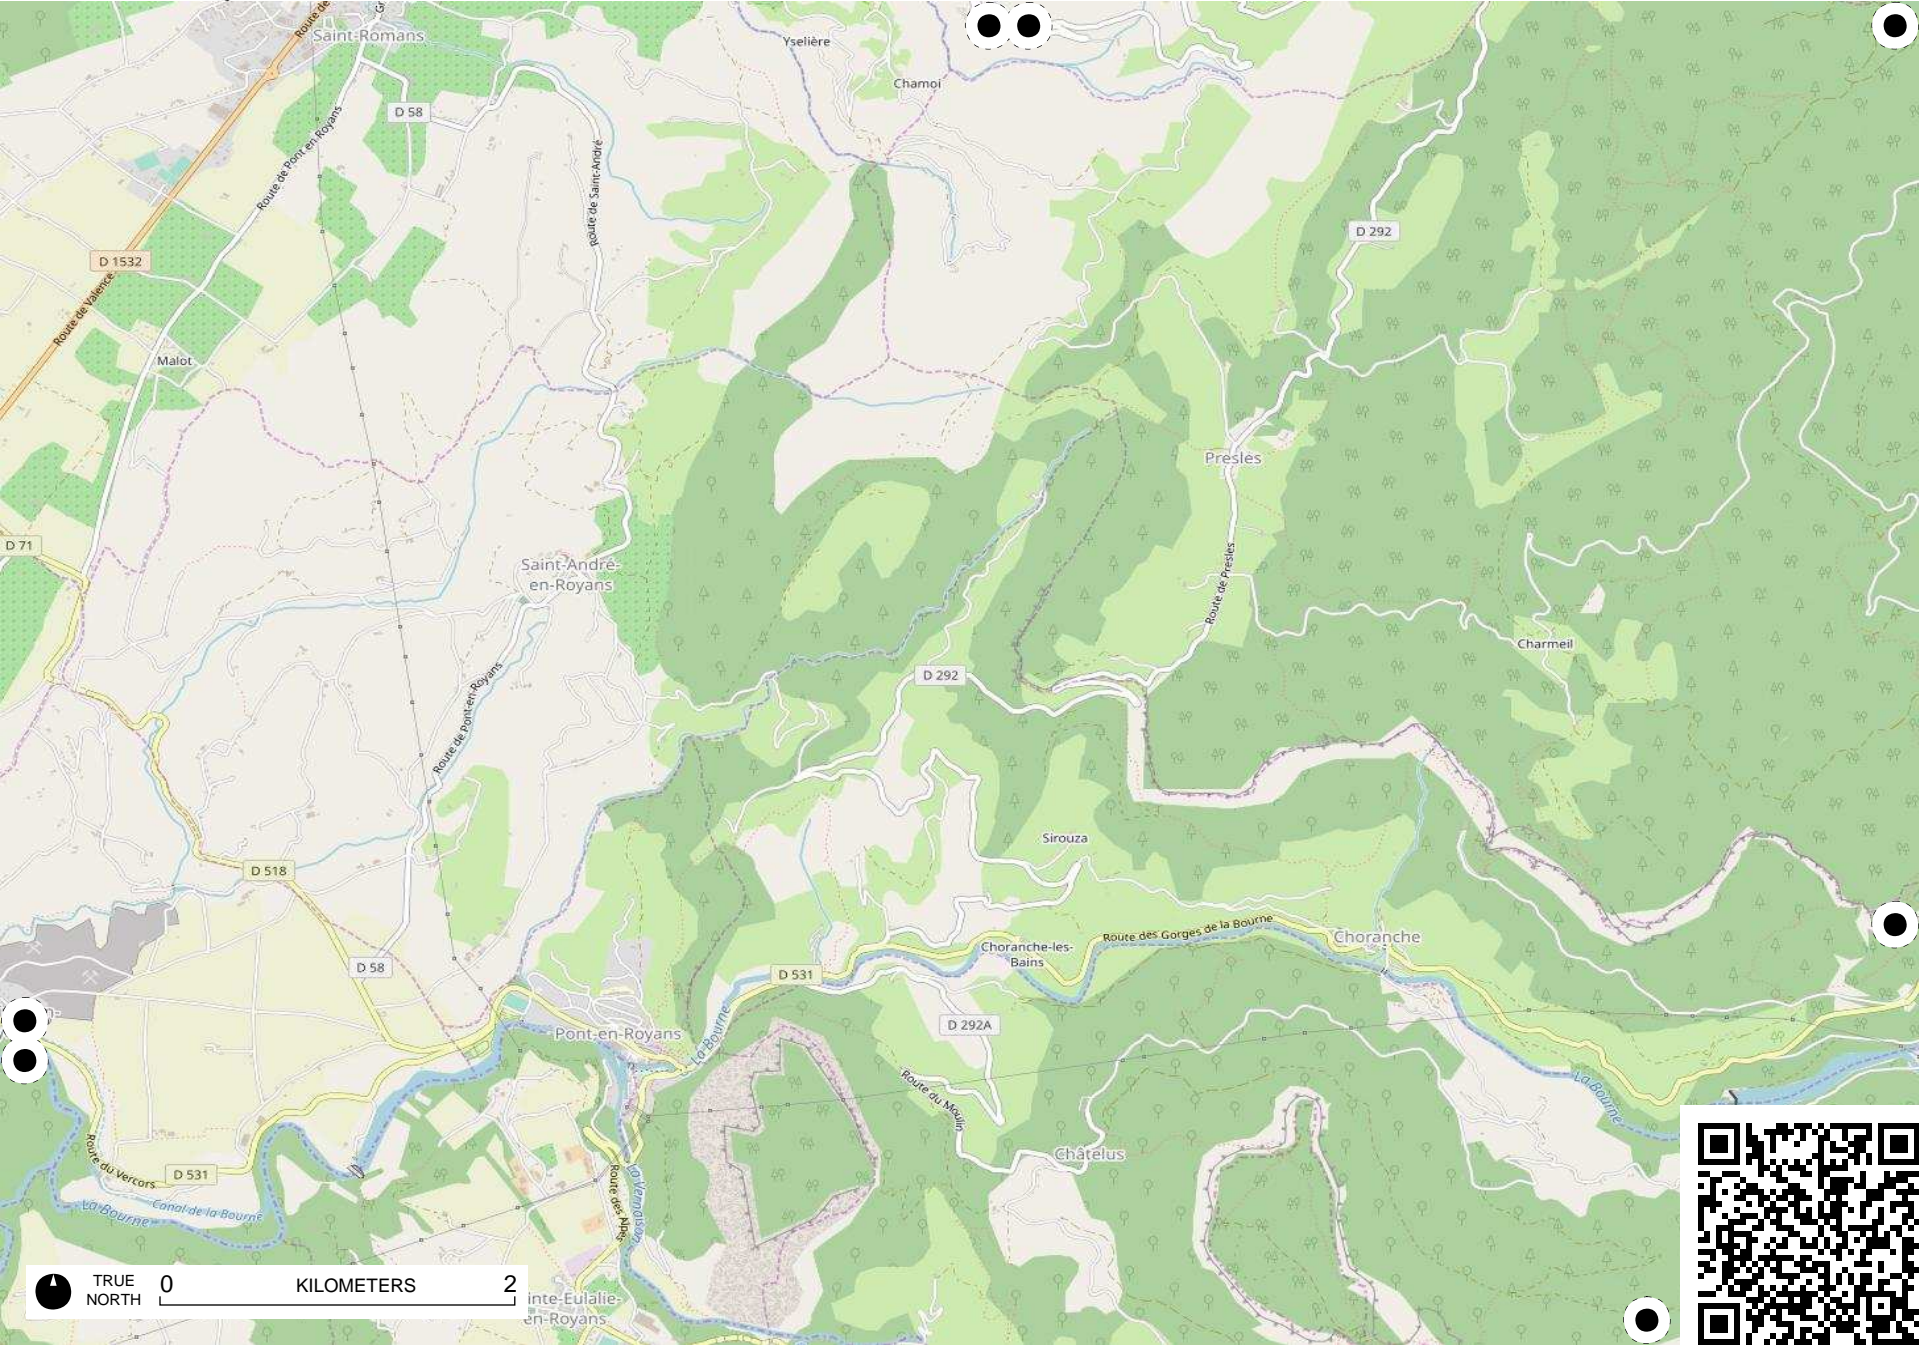 Route de
Saint-Romans
Yselière
Chamoi
D 58
Route de Pont-en-Royans
Route de Saint-André
D 292
D 1532
Route de Valence
Malot
Presles
D 71
Saint-André-
en-Royans
Route de Presles
Charmeil
D 292
Route de Pont-en-Royans
Sirouza
D 518
Route des Gorges de la Bourne
Choranche
Choranche-les-
Bains
D 58
D 531
D 292A
Pont-en-Royans
La Bourne
Route du Moulin
La Bourne
Châtelus
Route du Vercors
D 531
La Bourne
Canal de la Bourne
Route des Alpes
La Vernaison
TRUE
NORTH
0
KILOMETERS
2
inte-Eulalie-
en-Royans